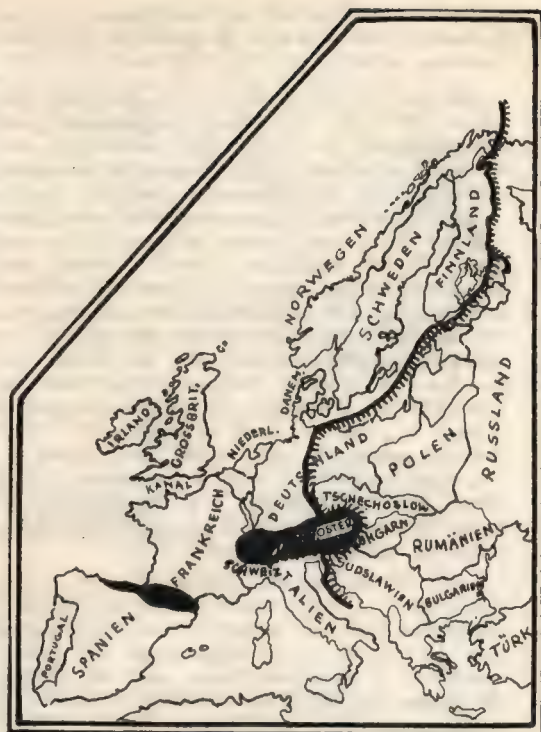 NORWEGEN
SCHWEDEN
FINNLAND
IRLAND
GROSSBRIT.
NIEDERL.
KANAL
DEUTSCHLAND
POLEN
RUSSLAND
FRANKREICH
TSCHECHOSLOW.
SCHWEIZ
ÖSTER
UNGARN
RUMÄNIEN
ITALIEN
SÜDSLAWIEN
BULGARIEN
PORTUGAL
SPANIEN
TÜRK